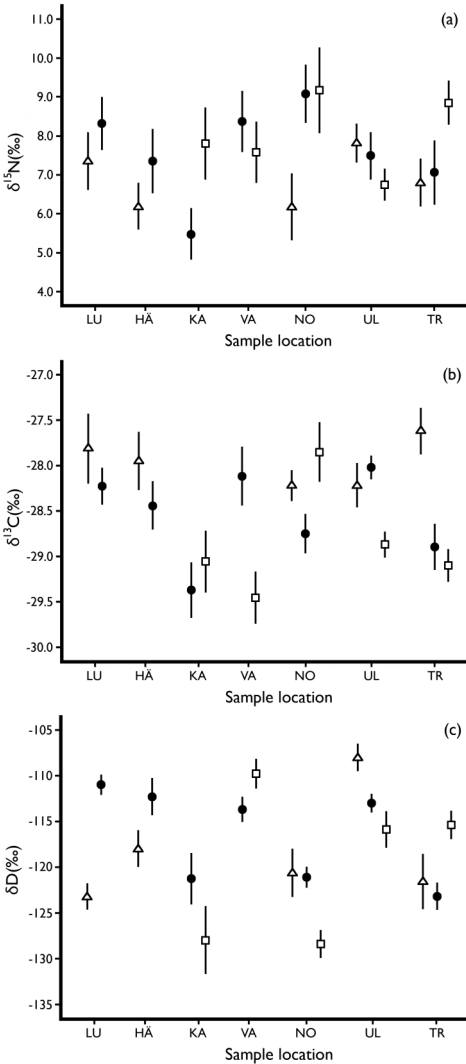 (a)
11.0
10.0
9.0
8.0
7.0
6.0
5.0
4.0
δ15N(‰)
LU HÄ KA VA NO UL TR
Sample location
(b)
-27.0
-27.5
-28.0
-28.5
-29.0
-29.5
-30.0
δ13C(‰)
LU HÄ KA VA NO UL TR
Sample location
(c)
-105
-110
-115
-120
-125
-130
-135
δD(‰)
LU HÄ KA VA NO UL TR
Sample location